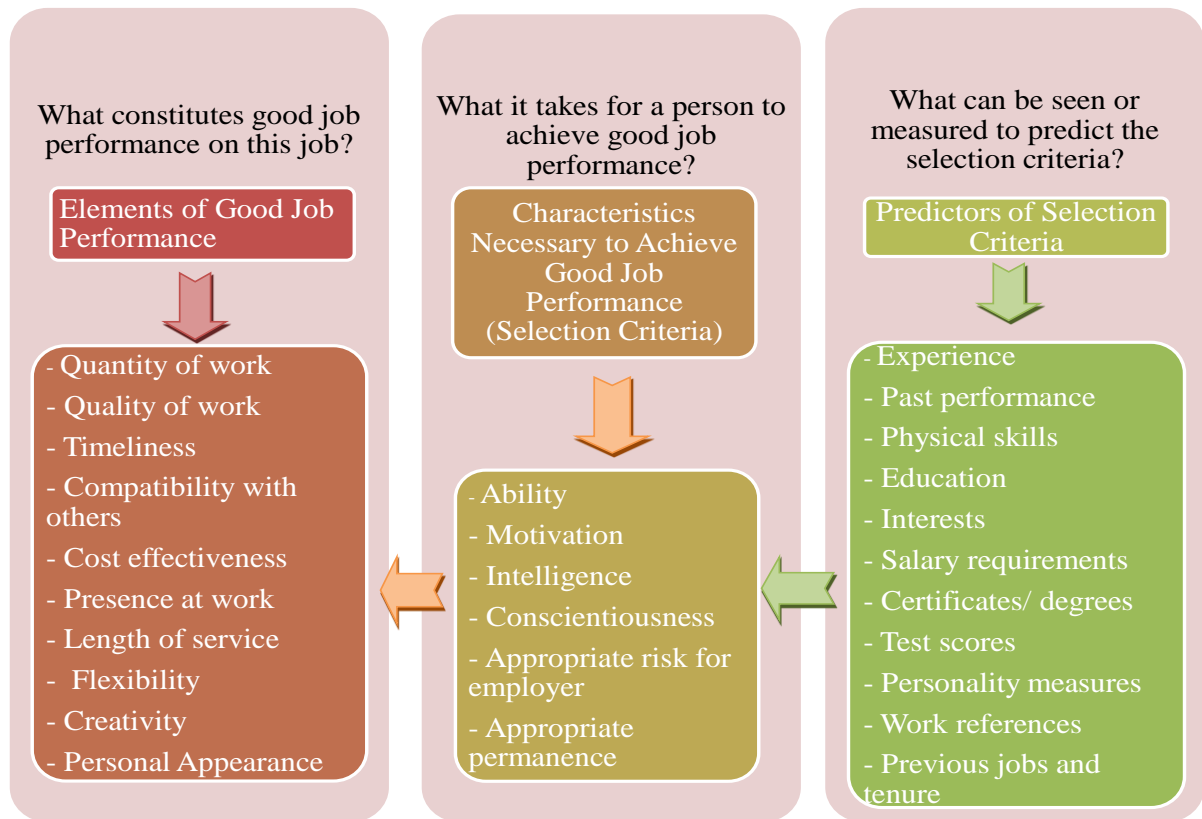 What constitutes good job
performance on this job?
Elements of Good Job
Performance
- Quantity of work
- Quality of work
- Timeliness
- Compatibility with
others
- Cost effectiveness
- Presence at work
- Length of service
- Flexibility
- Creativity
- Personal Appearance
What it takes for a person to
achieve good job
performance?
Characteristics
Necessary to Achieve
Good Job
Performance
(Selection Criteria)
- Ability
- Motivation
- Intelligence
- Conscientiousness
- Appropriate risk for
employer
- Appropriate
permanence
What can be seen or
measured to predict the
selection criteria?
Predictors of Selection
Criteria
- Experience
- Past performance
- Physical skills
- Education
- Interests
- Salary requirements
- Certificates/ degrees
- Test scores
- Personality measures
- Work references
- Previous jobs and
tenure